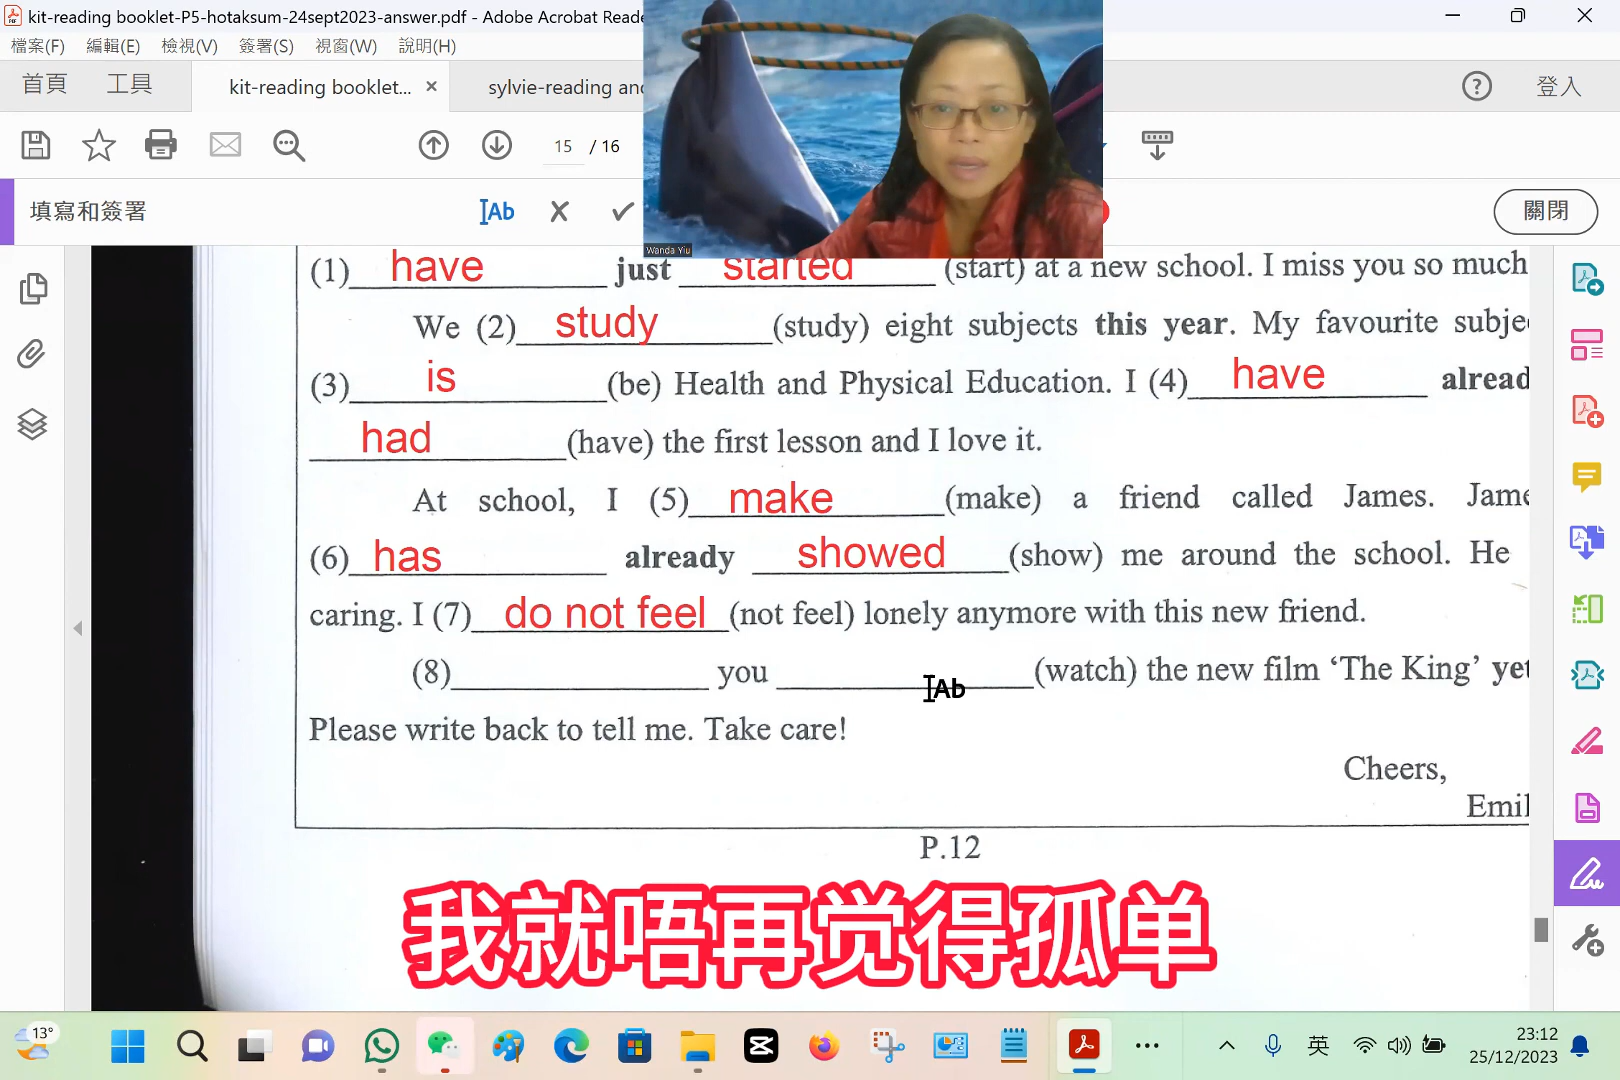 kit-reading booklet-P5-hotaksum-24sept2023-answer.pdf - Adobe Acrobat Reade
檔案(F) 編輯(E) 檢視(V) 簽署(S) 視窗(W) 說明(H)
首頁 工具 kit-reading booklet... × sylvie-reading and 登入
15 / 16
填寫和簽署 Ab 關閉
Wanda Yiu
(1) have just started (start) at a new school. I miss you so much
We (2) study (study) eight subjects this year. My favourite subje
(3) is (be) Health and Physical Education. I (4) have alread
had (have) the first lesson and I love it.
At school, I (5) make (make) a friend called James. Jame
(6) has already showed (show) me around the school. He
caring. I (7) do not feel (not feel) lonely anymore with this new friend.
(8) you (watch) the new film ‘The King’ yet
Ab
Please write back to tell me. Take care!
Cheers,
Emil
P.12
我就唔再觉得孤单
13°
英
23:12
25/12/2023